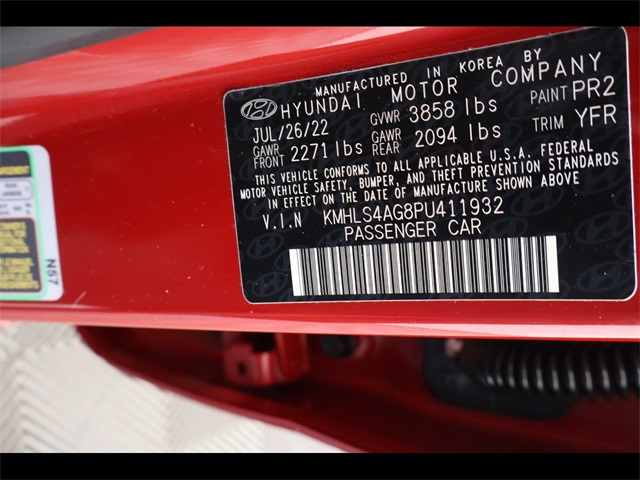 MANUFACTURED IN KOREA BY
HYUNDAI MOTOR COMPANY
JUL/26/22 GVWR 3858 lbs PAINT PR2
GAWR FRONT 2271 lbs GAWR REAR 2094 lbs TRIM YFR
THIS VEHICLE CONFORMS TO ALL APPLICABLE U.S.A. FEDERAL
MOTOR VEHICLE SAFETY, BUMPER, AND THEFT PREVENTION STANDARDS
IN EFFECT ON THE DATE OF MANUFACTURE SHOWN ABOVE
V.I.N KMHLS4AG8PU411932
PASSENGER CAR
N57